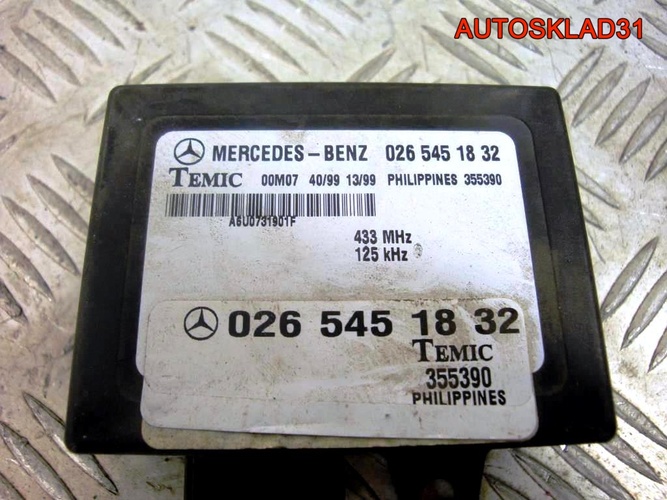 AUTOSKLAD31
MERCEDES-BENZ 026 545 18 32
TEMIC 00M07 40/99 13/99 PHILIPPINES 355390
A6U0731901F
433 MHz
125 kHz
026 545 18 32
TEMIC
355390
PHILIPPINES